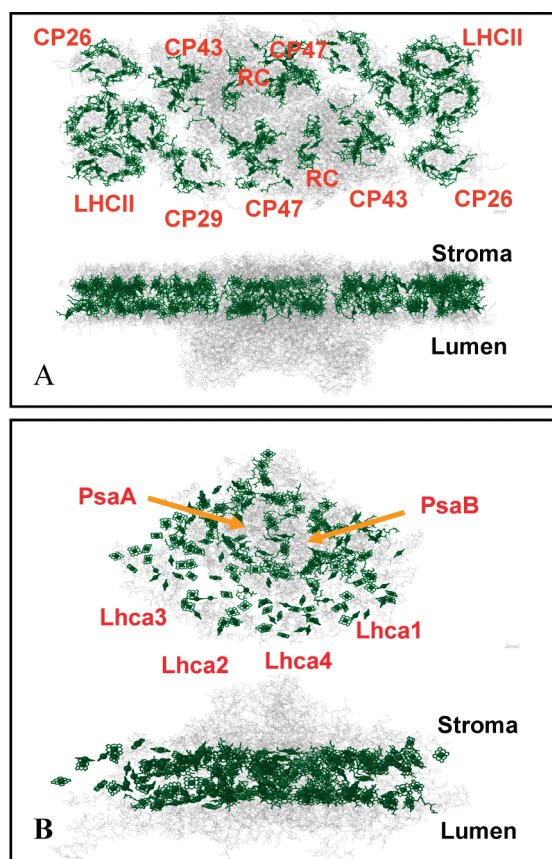 CP26 CP43 CP47 LHCII
RC
LHCII CP29 CP47 RC CP43 CP26
Stroma
Lumen
A
PsaA
PsaB
Lhca3 Lhca1
Lhca2 Lhca4
Stroma
B Lumen